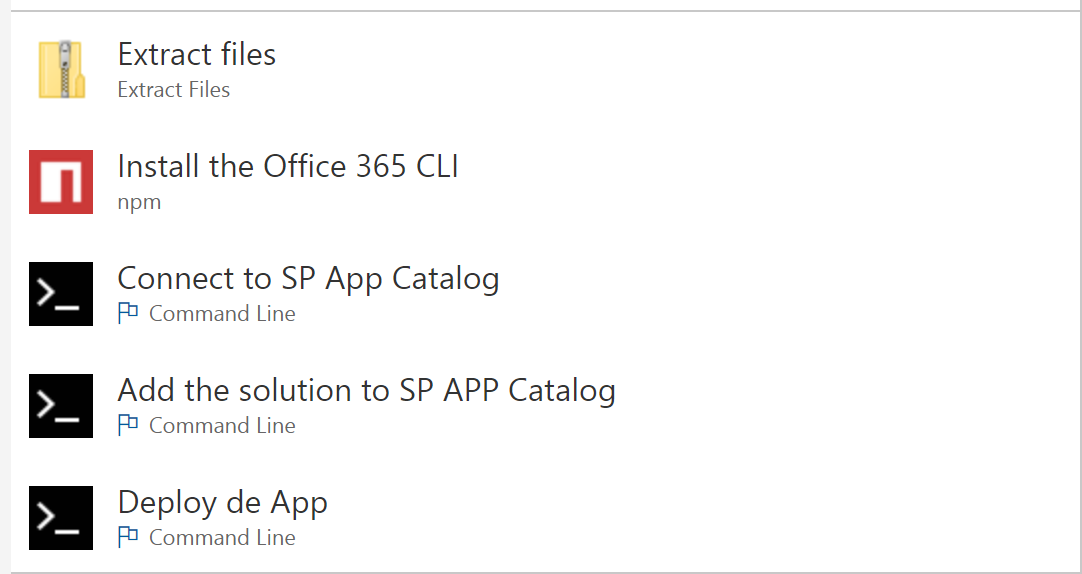 Extract files
Extract Files
Install the Office 365 CLI
npm
Connect to SP App Catalog
Command Line
Add the solution to SP APP Catalog
Command Line
Deploy de App
Command Line